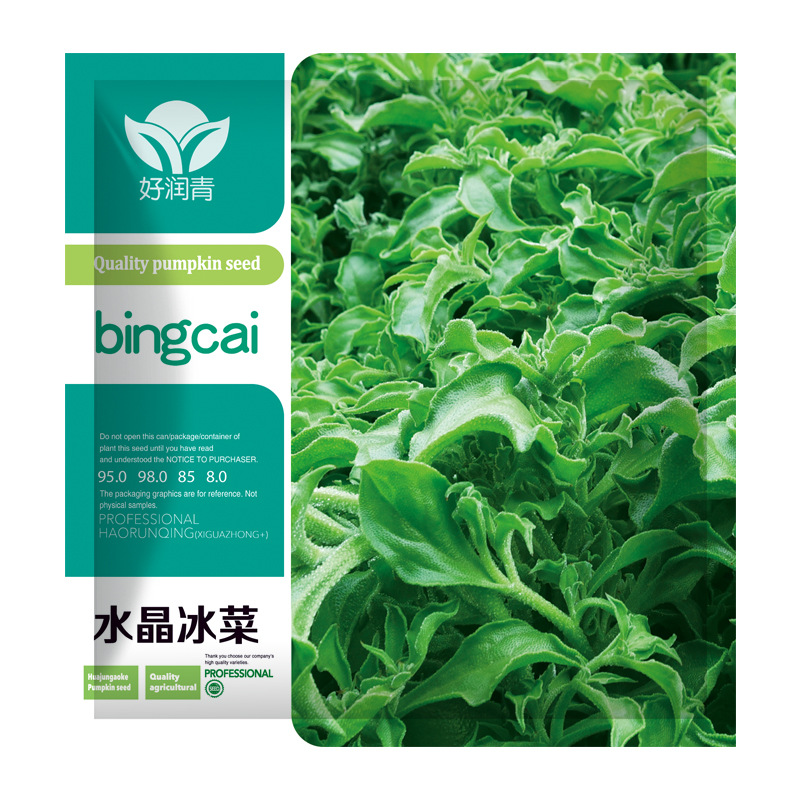 好润青
Quality pumpkin seed
bingcai
Do not open this can/package/container of
plant this seed until you have read
and understood the NOTICE TO PURCHASER.
95.0 98.0 85 8.0
The packaging graphics are for reference. Not
physical samples.
PROFESSIONAL
HAORUNQING(XIGUAZHONG+)
水晶冰菜
Thank you choose our company's
high quality varieties.
PROFESSIONAL
Huajungaoke
Pumpkin seed
Quality
agricultural
SEED